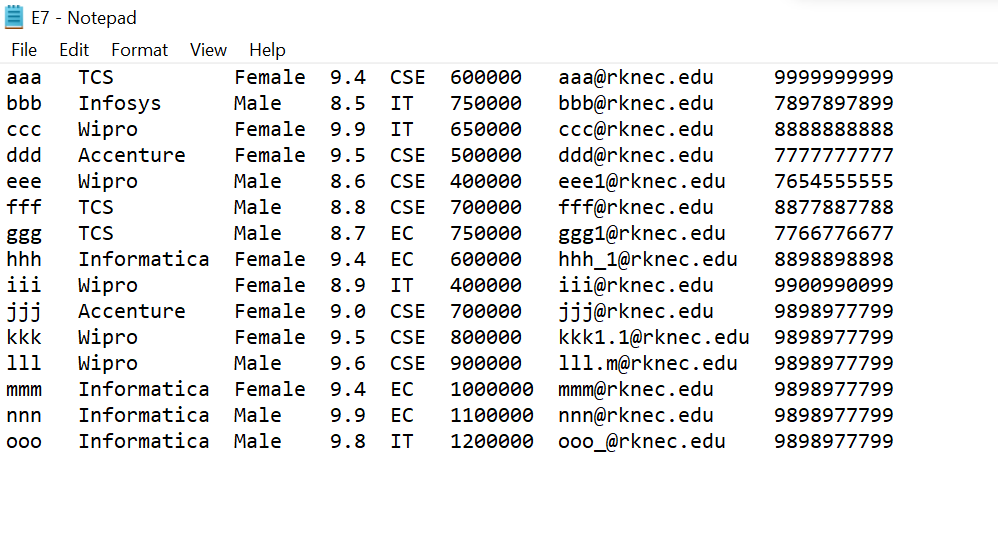 E7 - Notepad
File Edit Format View Help
aaa TCS Female 9.4 CSE 600000 aaa@rknec.edu 9999999999
bbb Infosys Male 8.5 IT 750000 bbb@rknec.edu 7897897899
ccc Wipro Female 9.9 IT 650000 ccc@rknec.edu 8888888888
ddd Accenture Female 9.5 CSE 500000 ddd@rknec.edu 7777777777
eee Wipro Male 8.6 CSE 400000 eee1@rknec.edu 7654555555
fff TCS Male 8.8 CSE 700000 fff@rknec.edu 8877887788
ggg TCS Male 8.7 EC 750000 ggg1@rknec.edu 7766776677
hhh Informatica Female 9.4 EC 600000 hhh_1@rknec.edu 8898898898
iii Wipro Female 8.9 IT 400000 iii@rknec.edu 9900990099
jjj Accenture Female 9.0 CSE 700000 jjj@rknec.edu 9898977799
kkk Wipro Female 9.5 CSE 800000 kkk1.1@rknec.edu 9898977799
lll Wipro Male 9.6 CSE 900000 lll.m@rknec.edu 9898977799
mmm Informatica Female 9.4 EC 1000000 mmm@rknec.edu 9898977799
nnn Informatica Male 9.9 EC 1100000 nnn@rknec.edu 9898977799
ooo Informatica Male 9.8 IT 1200000 ooo_@rknec.edu 9898977799